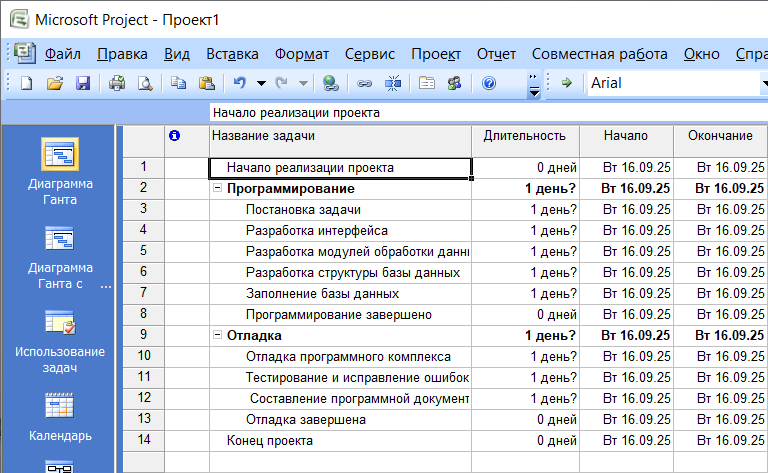 Microsoft Project - Проект1
Файл Правка Вид Вставка Формат Сервис Проект Отчет Совместная работа Окно Спра
Arial
Начало реализации проекта
Название задачи Длительность Начало Окончание
1 Начало реализации проекта 0 дней Вт 16.09.25 Вт 16.09.25
2 Программирование 1 день? Вт 16.09.25 Вт 16.09.25
3 Постановка задачи 1 день? Вт 16.09.25 Вт 16.09.25
4 Разработка интерфейса 1 день? Вт 16.09.25 Вт 16.09.25
5 Разработка модулей обработки данн 1 день? Вт 16.09.25 Вт 16.09.25
6 Разработка структуры базы данных 1 день? Вт 16.09.25 Вт 16.09.25
7 Заполнение базы данных 1 день? Вт 16.09.25 Вт 16.09.25
8 Программирование завершено 0 дней Вт 16.09.25 Вт 16.09.25
9 Отладка 1 день? Вт 16.09.25 Вт 16.09.25
10 Отладка программного комплекса 1 день? Вт 16.09.25 Вт 16.09.25
11 Тестирование и исправление ошибок 1 день? Вт 16.09.25 Вт 16.09.25
12 Составление программной документ 1 день? Вт 16.09.25 Вт 16.09.25
13 Отладка завершена 0 дней Вт 16.09.25 Вт 16.09.25
14 Конец проекта 0 дней Вт 16.09.25 Вт 16.09.25
Диаграмма
Ганта
Диаграмма
Ганта с ...
Использование
задач
Календарь